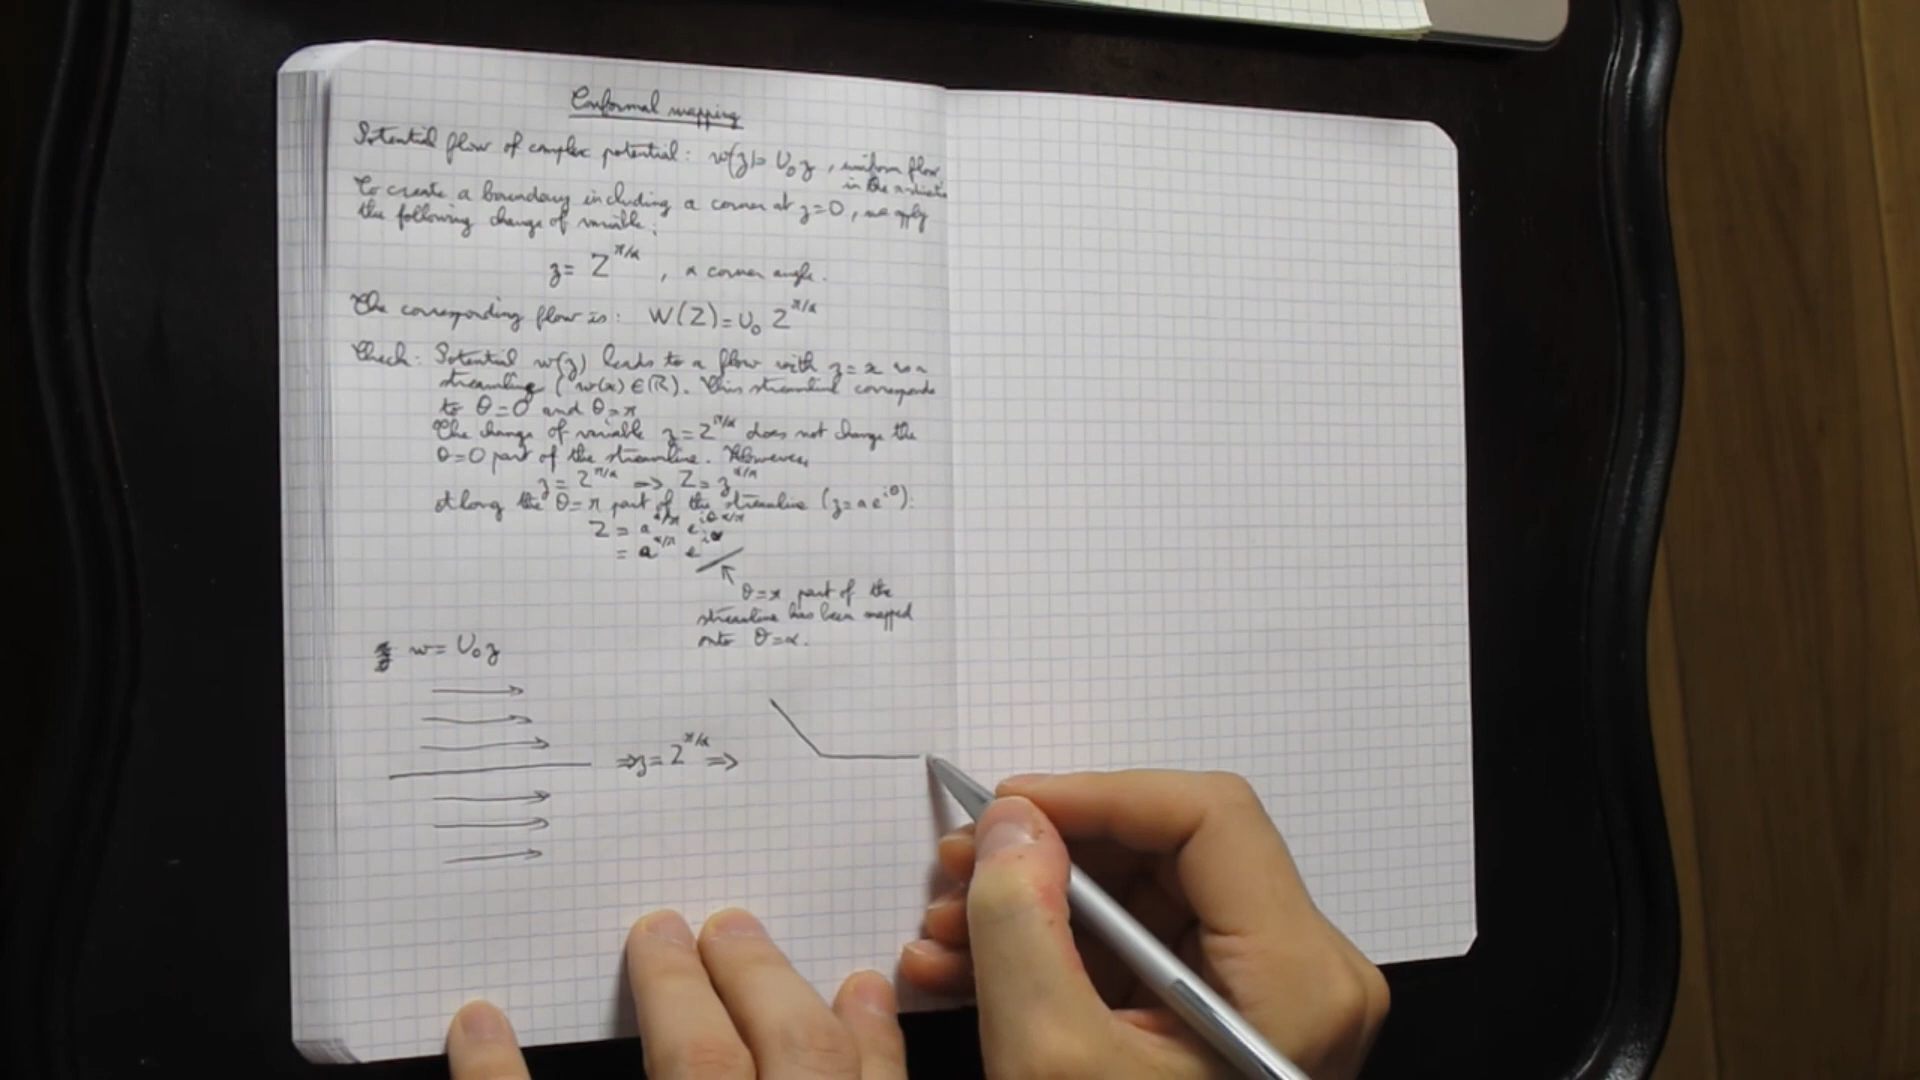 Conformal mapping
Potential flow of complex potential: w(z) = U₀z, uniform flow
in the
To create a boundary including a corner at z=0, we apply
the following change of variable:
z = Z^{π/α}, α corner angle.
The corresponding flow is: W(Z) = U₀ Z^{π/α}
Check: Potential w(z) leads to a flow with z = x as a
streamline (w(x) ∈ ℝ). This streamline corresponds
to θ=0 and θ=π
The change of variable z = Z^{π/α} does not change the
θ=0 part of the streamline. However,
z = Z^{π/α} => Z = z^{α/π}
Along the θ=π part of the streamline (z = a e^{iθ}):
Z = a^{α/π} e^{iθα/π}
= a^{α/π} e^{iα}
θ=π part of the
streamline has been mapped
onto θ=α.
w = U₀z
=> z = Z^{π/α} =>